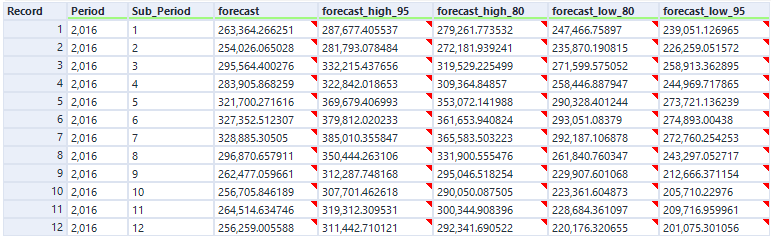 Record Period Sub_Period forecast forecast_high_95 forecast_high_80 forecast_low_80 forecast_low_95
1 2,016 1 263,364.266251 287,677.405537 279,261.773532 247,466.75897 239,051.126965
2 2,016 2 254,026.065028 281,793.078484 272,181.939241 235,870.190815 226,259.051572
3 2,016 3 295,564.400276 332,215.437656 319,529.225499 271,599.575052 258,913.362895
4 2,016 4 283,905.868259 322,842.018653 309,364.84857 258,446.887947 244,969.717865
5 2,016 5 321,700.271616 369,679.406993 353,072.141988 290,328.401244 273,721.136239
6 2,016 6 327,352.512307 379,812.020233 361,653.940824 293,051.08379 274,893.00438
7 2,016 7 328,885.30505 385,010.355847 365,583.503223 292,187.106878 272,760.254253
8 2,016 8 296,870.657911 350,444.263106 331,900.555476 261,840.760347 243,297.052717
9 2,016 9 262,477.059661 312,287.748168 295,046.518254 229,907.601068 212,666.371154
10 2,016 10 256,705.846189 307,701.462618 290,050.087505 223,361.604873 205,710.22976
11 2,016 11 264,514.634746 319,312.309531 300,344.908396 228,684.361097 209,716.959961
12 2,016 12 256,259.005588 311,442.710121 292,341.690522 220,176.320655 201,075.301056